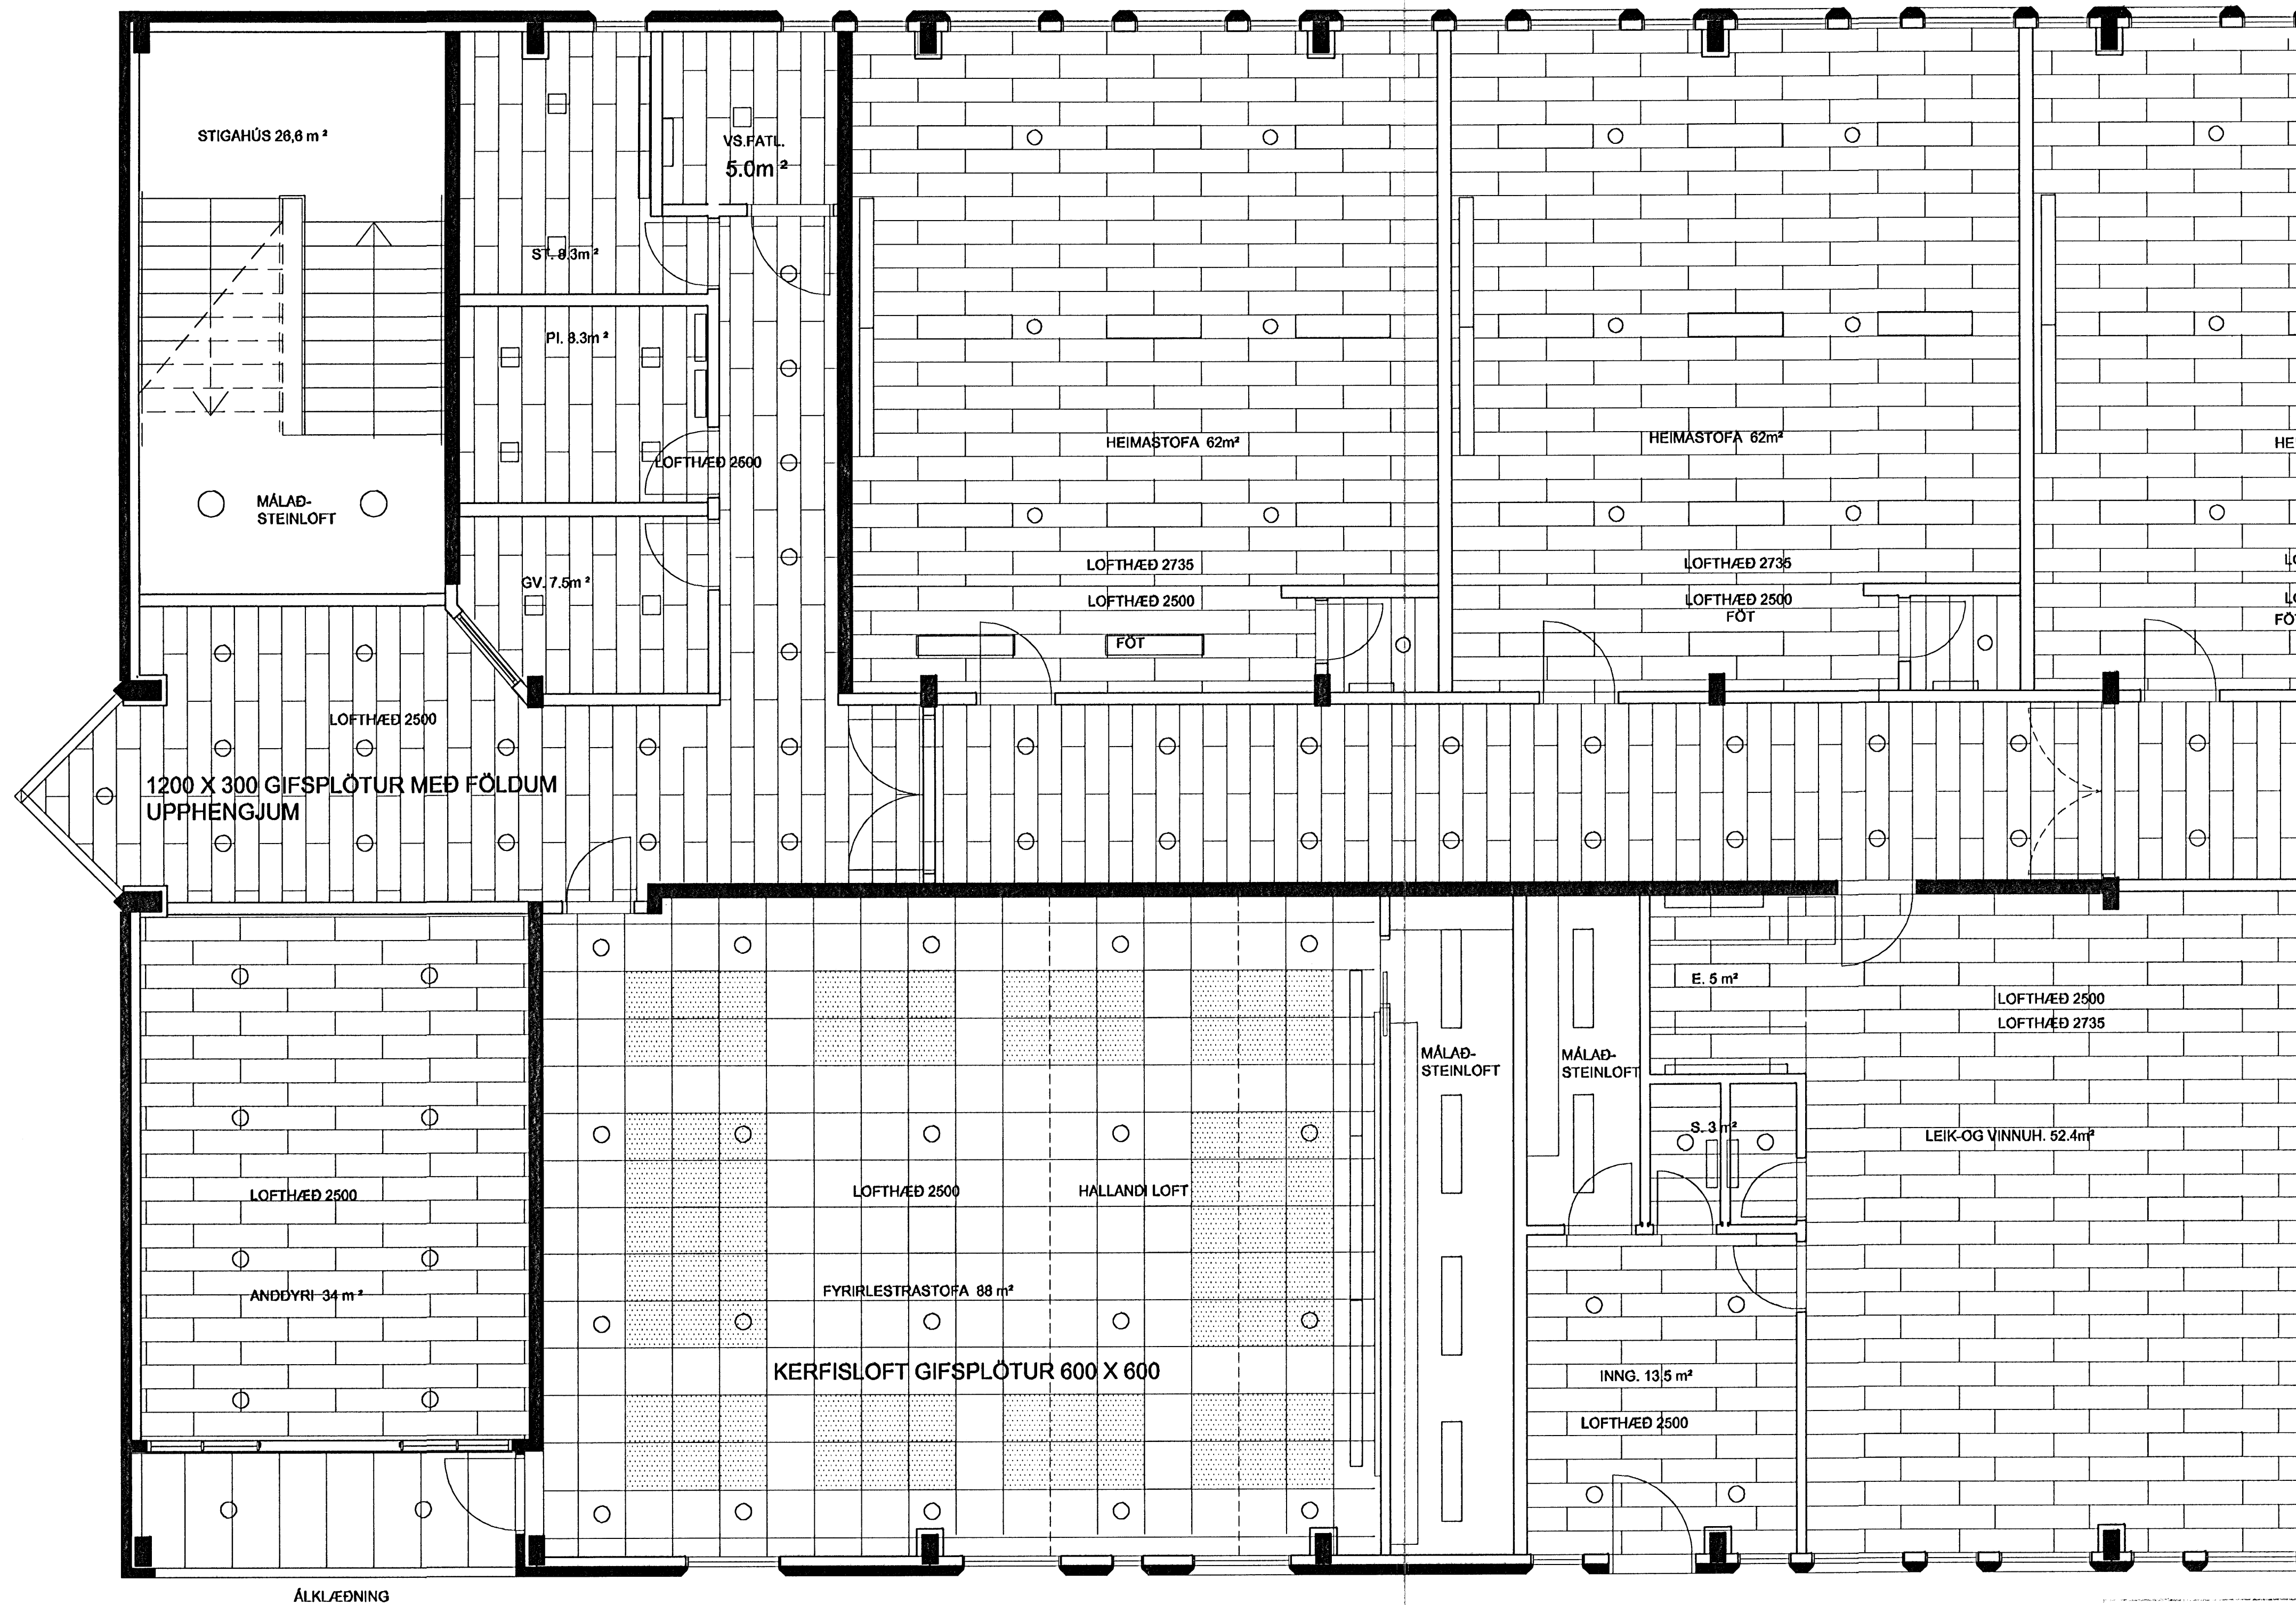 STIGAHÚS 26,6 m²
VS.FATL.
5.0m²
ST. 8.3m²
PI. 8.3m²
LOFTHÆÐ 2500
MÁLAÐ-
STEINLOFT
GV. 7.5m²
HEIMASTOFA 62m²
LOFTHÆÐ 2735
LOFTHÆÐ 2500
FÖT
HEIMASTOFA 62m²
LOFTHÆÐ 2735
LOFTHÆÐ 2500
FÖT
HE
LO
LO
FÖT
LOFTHÆÐ 2500
1200 X 300 GIFSPLÖTUR MEÐ FÖLDUM
UPPHENGJUM
LOFTHÆÐ 2500
ANDDYRI 34 m²
LOFTHÆÐ 2500
HALLANDI LOFT
FYRIRLESTRASTOFA 88 m²
KERFISLOFT GIFSPLÖTUR 600 X 600
MÁLAÐ-
STEINLOFT
MÁLAÐ-
STEINLOFT
E. 5 m²
S. 3 m²
LOFTHÆÐ 2500
LOFTHÆÐ 2735
LEIK-OG VINNUH. 52.4m²
INNG. 13,5 m²
LOFTHÆÐ 2500
ÁLKLÆÐNING